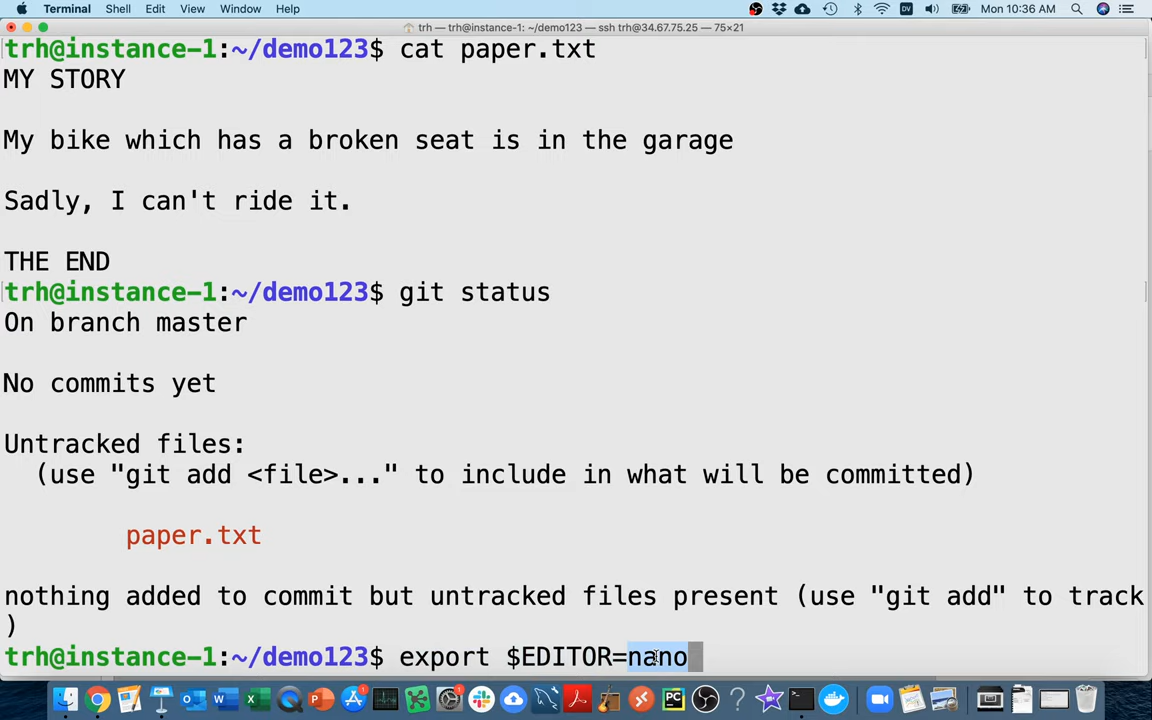 Terminal Shell Edit View Window Help Mon 10:36 AM
trh — trh@instance-1: ~/demo123 — ssh trh@34.67.75.25 — 75×21
trh@instance-1:~/demo123$ cat paper.txt
MY STORY
My bike which has a broken seat is in the garage
Sadly, I can't ride it.
THE END
trh@instance-1:~/demo123$ git status
On branch master
No commits yet
Untracked files:
(use "git add <file>..." to include in what will be committed)
paper.txt
nothing added to commit but untracked files present (use "git add" to track
)
trh@instance-1:~/demo123$ export $EDITOR=nano